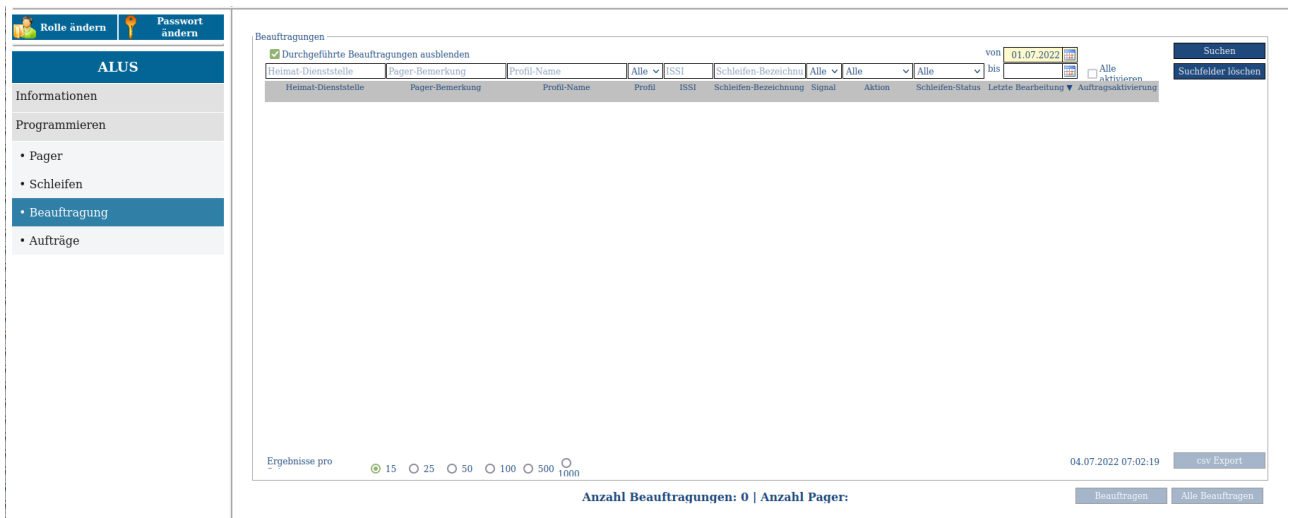 Rolle ändern
Passwort
ändern
ALUS
Informationen
Programmieren
• Pager
• Schleifen
• Beauftragung
• Aufträge
Beauftragungen
Durchgeführte Beauftragungen ausblenden
von 01.07.2022
Suchen
Heimat-Dienststelle Pager-Bemerkung Profil-Name Alle ISSI Schleifen-Bezeichnu Alle Alle Alle bis Alle
aktivieren
Suchfelder löschen
Heimat-Dienststelle Pager-Bemerkung Profil-Name Profil ISSI Schleifen-Bezeichnung Signal Aktion Schleifen-Status Letzte Bearbeitung ▼ Auftragsaktivierung
Ergebnisse pro
15 25 50 100 500 1000
04.07.2022 07:02:19
csv Export
Anzahl Beauftragungen: 0 | Anzahl Pager:
Beauftragen
Alle Beauftragen